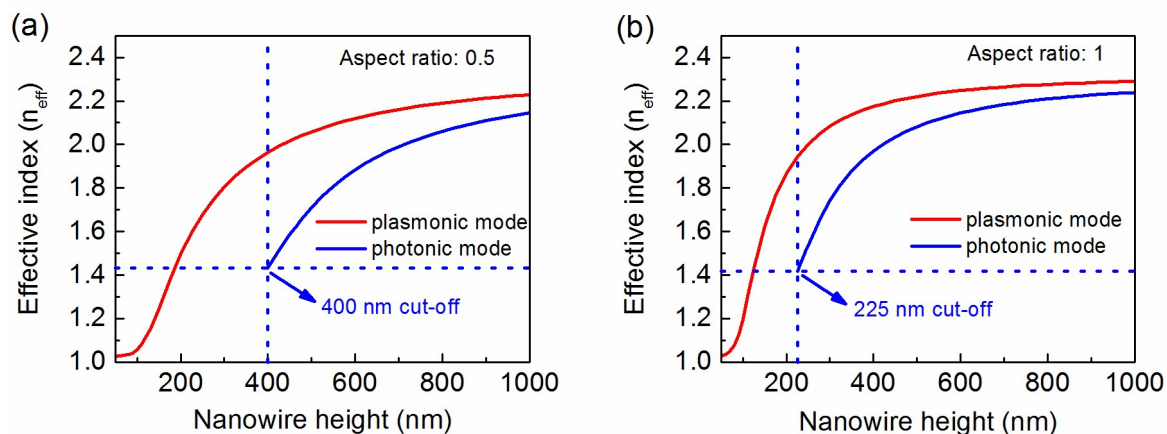 (a)
Aspect ratio: 0.5
Effective index (n_eff)
2.4
2.2
2.0
1.8
1.6
1.4
1.2
1.0
plasmonic mode
photonic mode
400 nm cut-off
200 400 600 800 1000
Nanowire height (nm)
(b)
Aspect ratio: 1
Effective index (n_eff)
2.4
2.2
2.0
1.8
1.6
1.4
1.2
1.0
plasmonic mode
photonic mode
225 nm cut-off
200 400 600 800 1000
Nanowire height (nm)